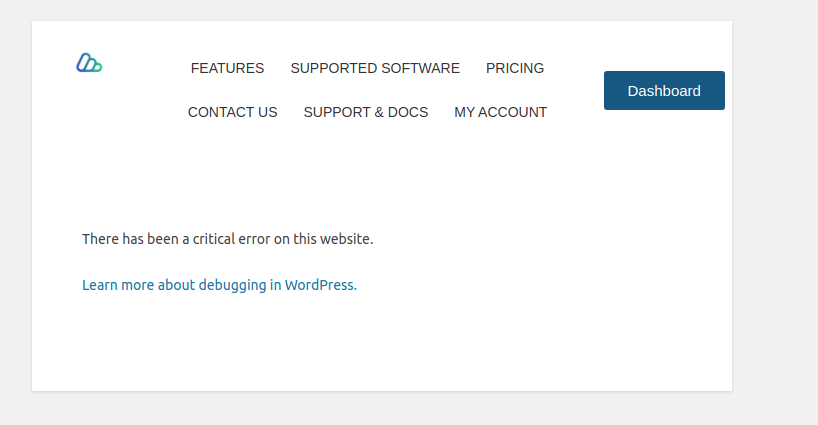 FEATURES SUPPORTED SOFTWARE PRICING
CONTACT US SUPPORT & DOCS MY ACCOUNT
Dashboard
There has been a critical error on this website.
Learn more about debugging in WordPress.